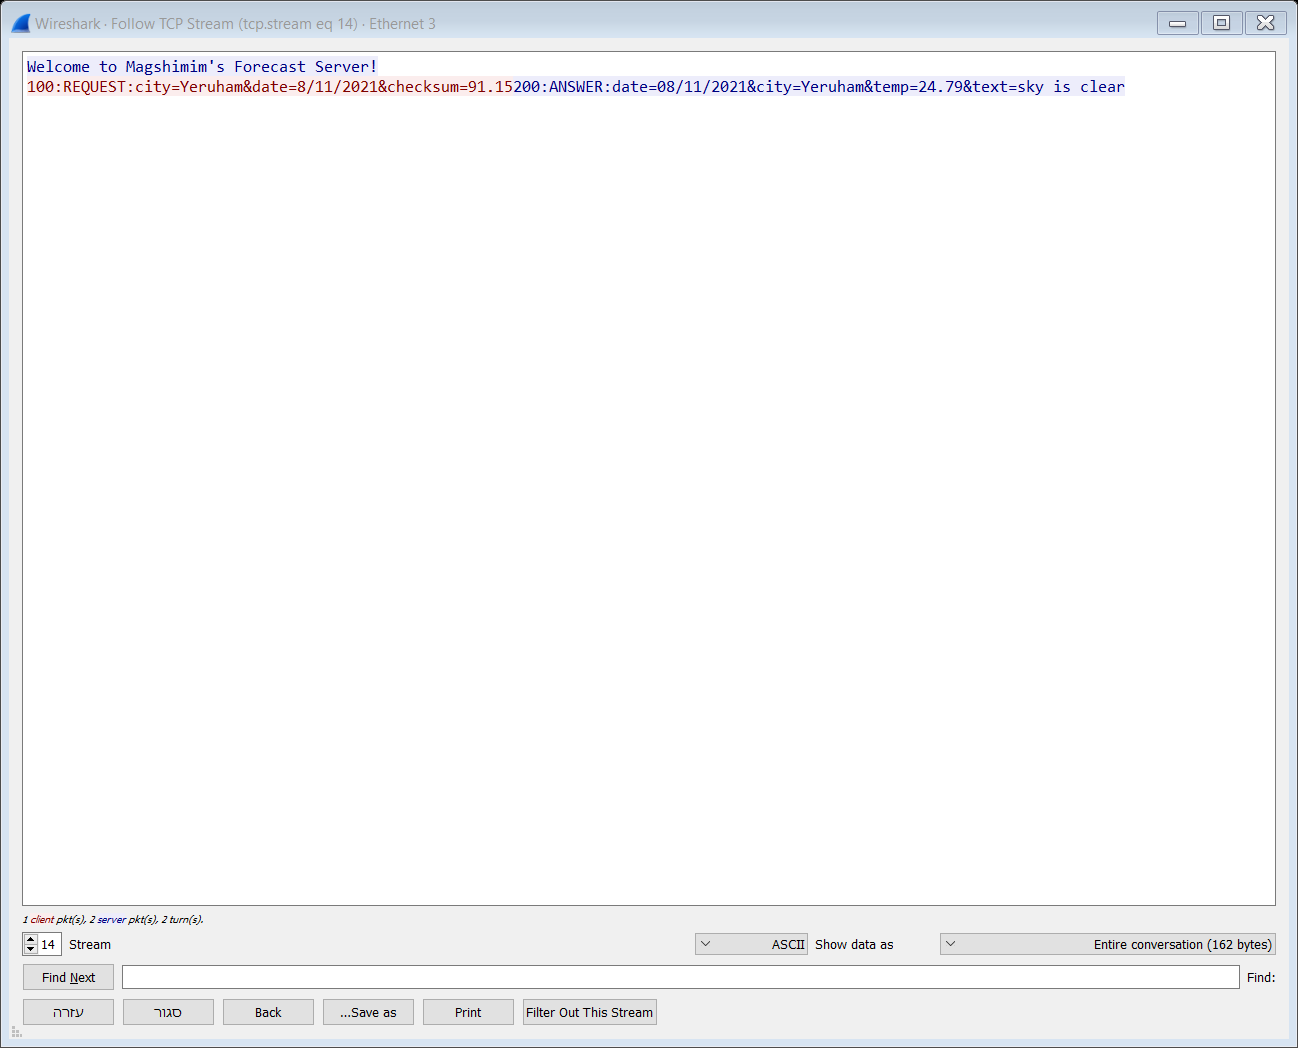 Wireshark · Follow TCP Stream (tcp.stream eq 14) · Ethernet 3
Welcome to Magshimim's Forecast Server!
100:REQUEST:city=Yeruham&date=8/11/2021&checksum=91.15200:ANSWER:date=08/11/2021&city=Yeruham&temp=24.79&text=sky is clear
1 client pkt(s), 2 server pkt(s), 2 turn(s).
14 Stream ASCII Show data as Entire conversation (162 bytes)
Find Next Find:
עזרה סגור Back ...Save as Print Filter Out This Stream